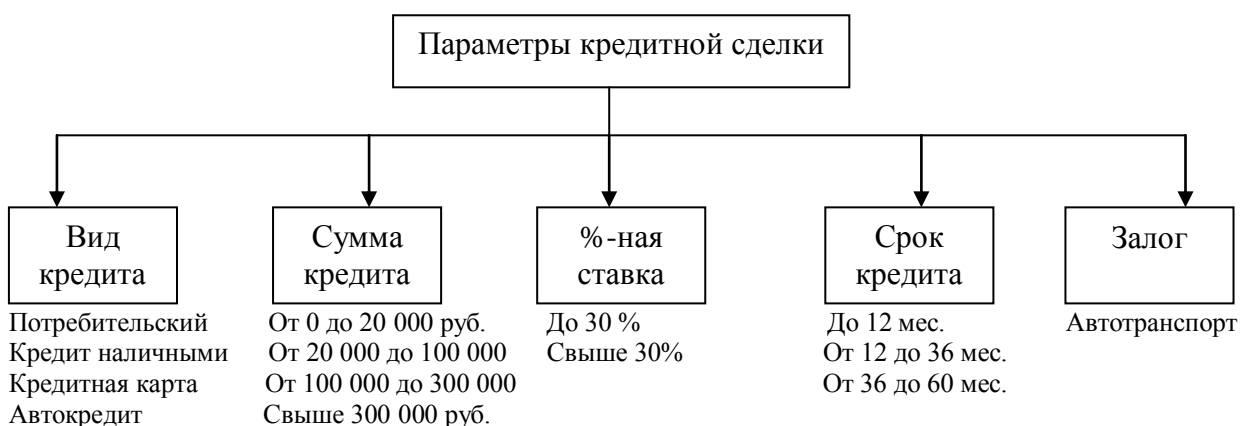 Параметры кредитной сделки
Вид
кредита
Сумма
кредита
%-ная
ставка
Срок
кредита
Залог
Потребительский
Кредит наличными
Кредитная карта
Автокредит
От 0 до 20 000 руб.
От 20 000 до 100 000
От 100 000 до 300 000
Свыше 300 000 руб.
До 30 %
Свыше 30%
До 12 мес.
От 12 до 36 мес.
От 36 до 60 мес.
Автотранспорт